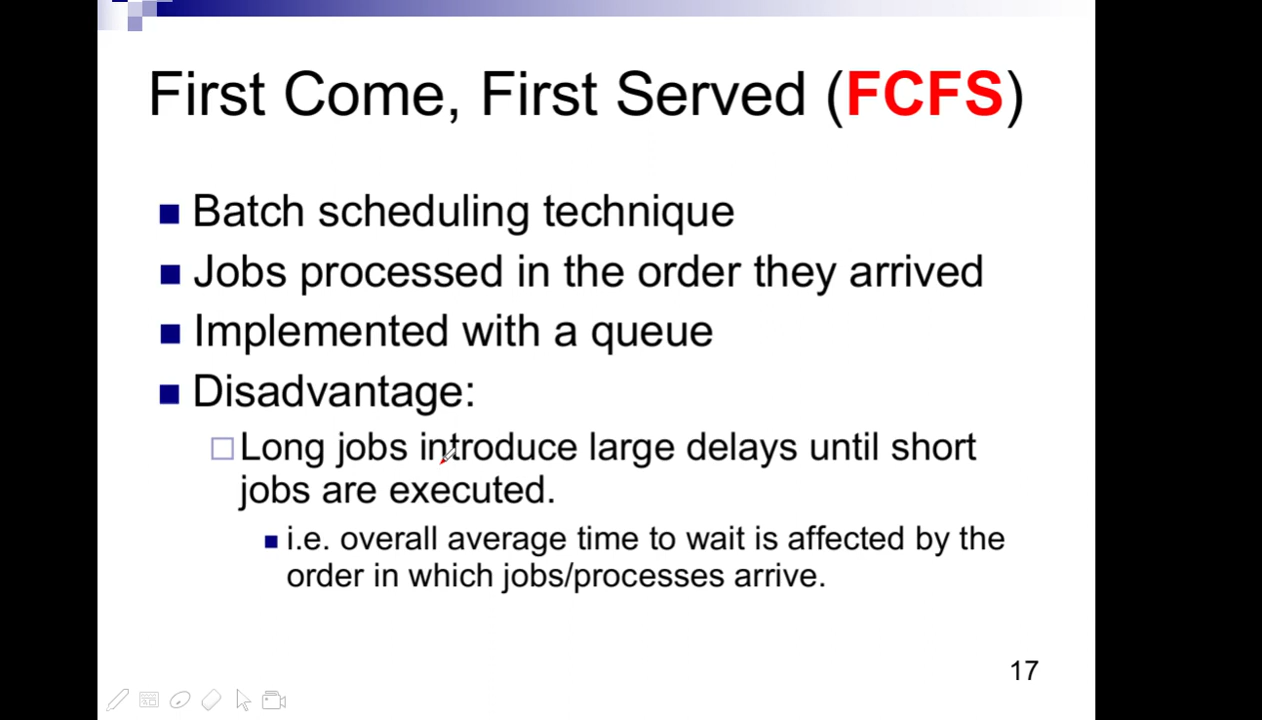 First Come, First Served (FCFS)
Batch scheduling technique
Jobs processed in the order they arrived
Implemented with a queue
Disadvantage:
Long jobs introduce large delays until short
jobs are executed.
i.e. overall average time to wait is affected by the
order in which jobs/processes arrive.
17